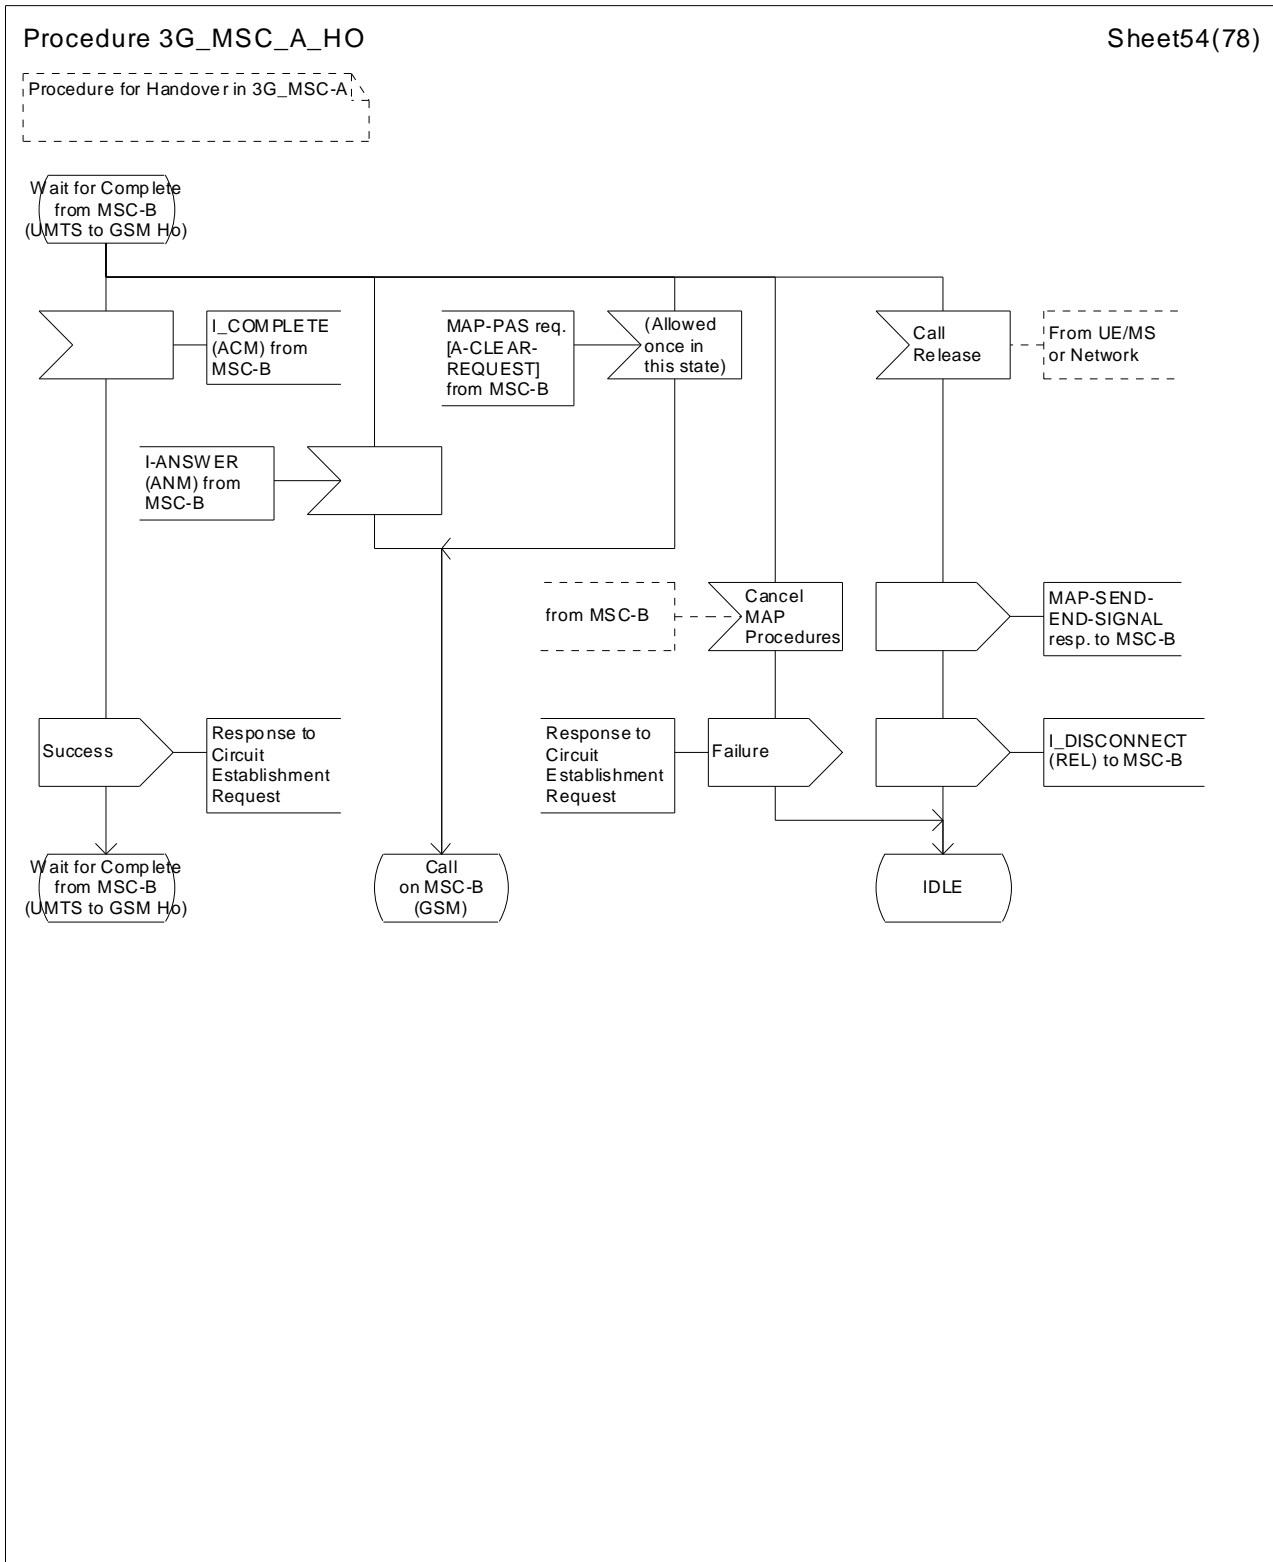 Procedure 3G_MSC_A_HO
Sheet54(78)
Procedure for Handover in 3G_MSC-A
Wait for Complete
from MSC-B
(UMTS to GSM Ho)
I_COMPLETE
(ACM) from
MSC-B
MAP-PAS req.
[A-CLEAR-
REQUEST]
from MSC-B
(Allowed
once in
this state)
Call
Release
From UE/MS
or Network
I-ANSWER
(ANM) from
MSC-B
from MSC-B
Cancel
MAP
Procedures
MAP-SEND-
END-SIGNAL
resp. to MSC-B
Success
Response to
Circuit
Establishment
Request
Response to
Circuit
Establishment
Request
Failure
I_DISCONNECT
(REL) to MSC-B
Wait for Complete
from MSC-B
(UMTS to GSM Ho)
Call
on MSC-B
(GSM)
IDLE